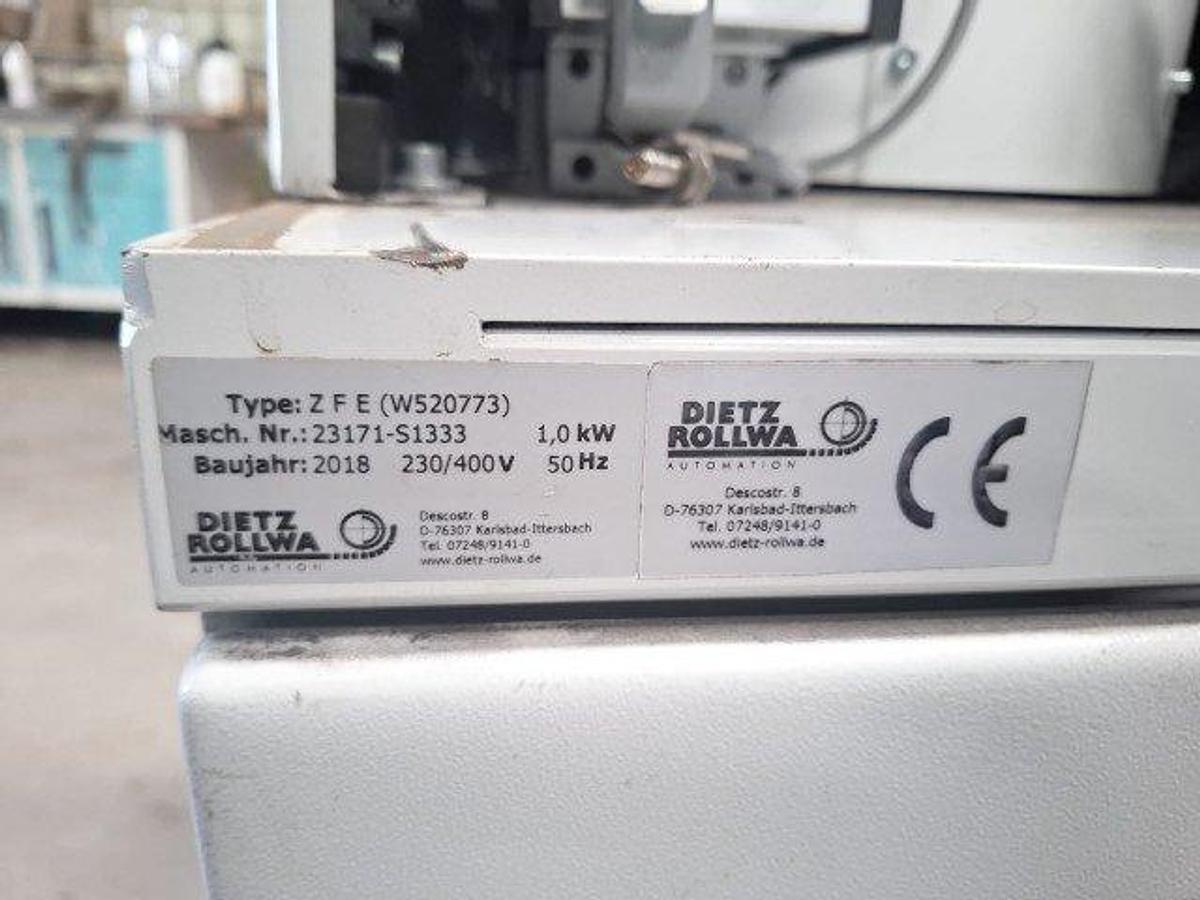 Type: Z F E (W520773)
Masch. Nr.: 23171-S1333 1,0 kW
Baujahr: 2018 230/400 V 50 Hz
DIETZ
ROLLWA
AUTOMATION
Descostr. 8
D-76307 Karlsbad-Ittersbach
Tel. 07248/9141-0
www.dietz-rollwa.de
DIETZ
ROLLWA
AUTOMATION
Descostr. 8
D-76307 Karlsbad-Ittersbach
Tel. 07248/9141-0
www.dietz-rollwa.de
CE